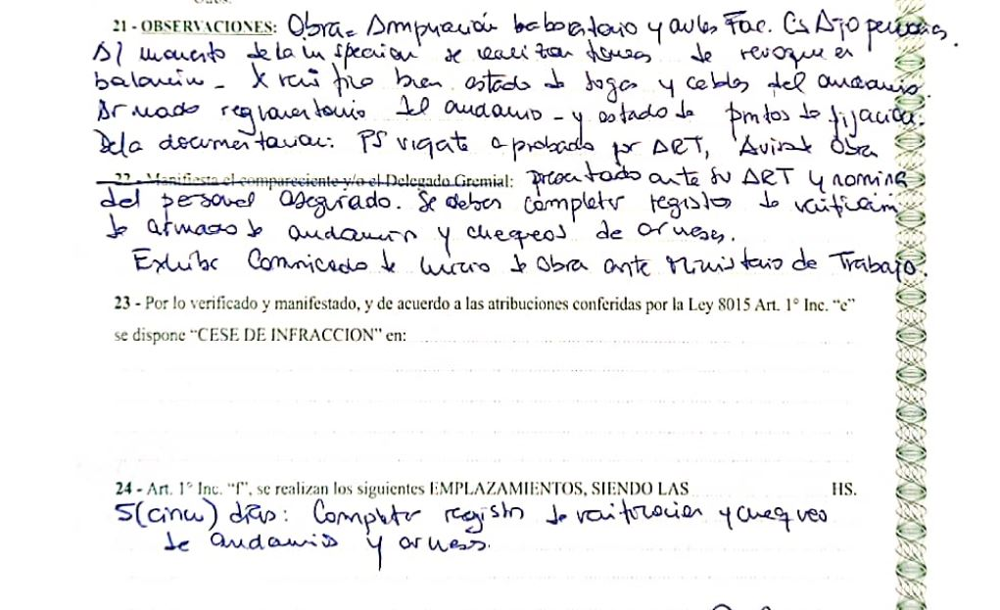 21 - OBSERVACIONES: Obra= Ampliación Laboratorio y aulas Fac. Cs Agropecuarias.
Al momento de la inspección se realizan tareas de revoque en
balancín - X verifico buen estado de sogas y cables del andamio.
Armado reglamentario del andamio - y estado de puntos de fijación.
De la documentación: PS vigente aprobado por ART, Aviso de Obra
22 - Manifiesta el compareciente y/o el Delegado Gremial: presentado ante su ART y nomina
del personal asegurado. Se deben completar registros de verificación
de armado de andamios y chequeos de arneses.
Exhibe Comunicado de inicio de Obra ante Ministerio de Trabajo.
23 - Por lo verificado y manifestado, y de acuerdo a las atribuciones conferidas por la Ley 8015 Art. 1° Inc. “e”
se dispone “CESE DE INFRACCION” en:
24 - Art. 1° Inc. “f”, se realizan los siguientes EMPLAZAMIENTOS, SIENDO LAS HS.
5 (cinco) días: Completar registro de verificación y chequeo
de andamios y arneses.